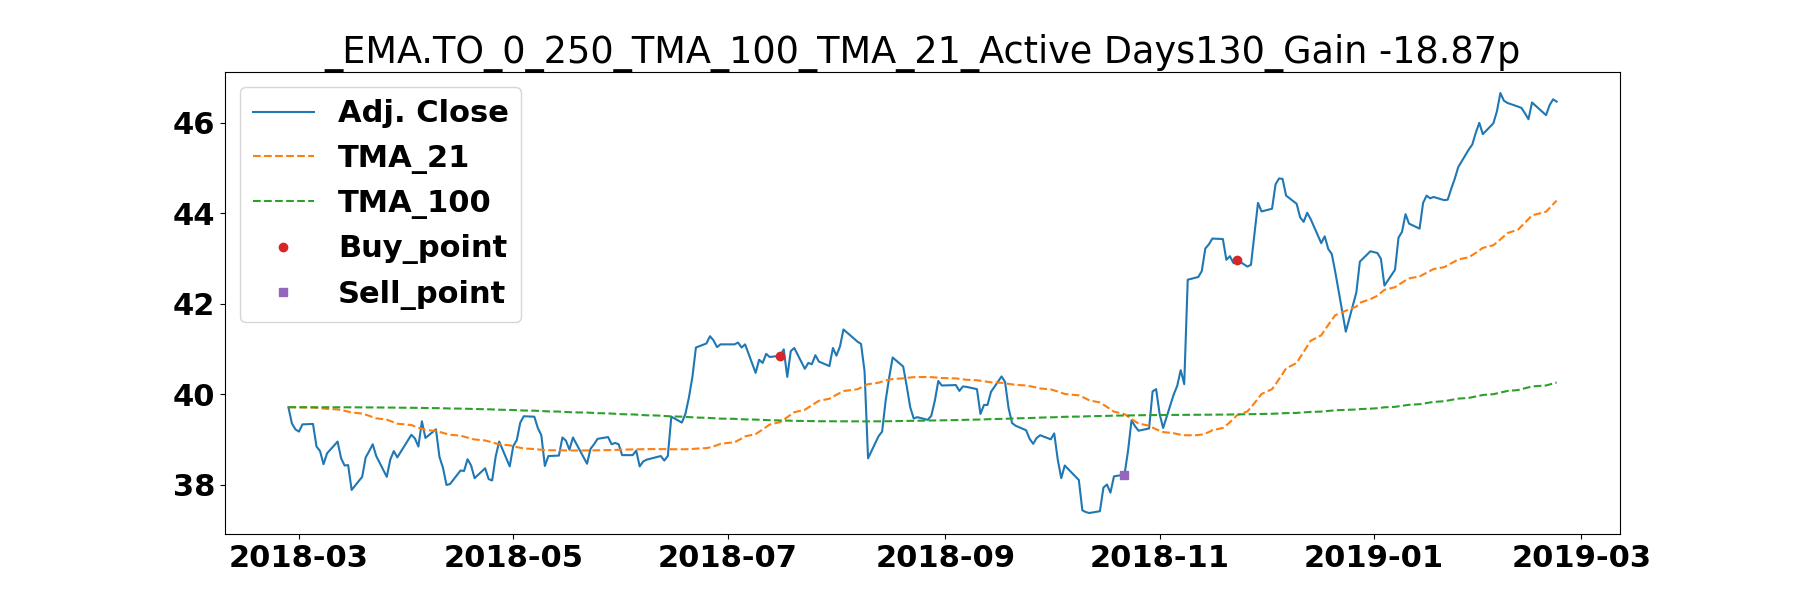 _EMA.TO_0_250_TMA_100_TMA_21_Active Days130_Gain -18.87p
Adj. Close
TMA_21
TMA_100
Buy_point
Sell_point
46
44
42
40
38
2018-03 2018-05 2018-07 2018-09 2018-11 2019-01 2019-03